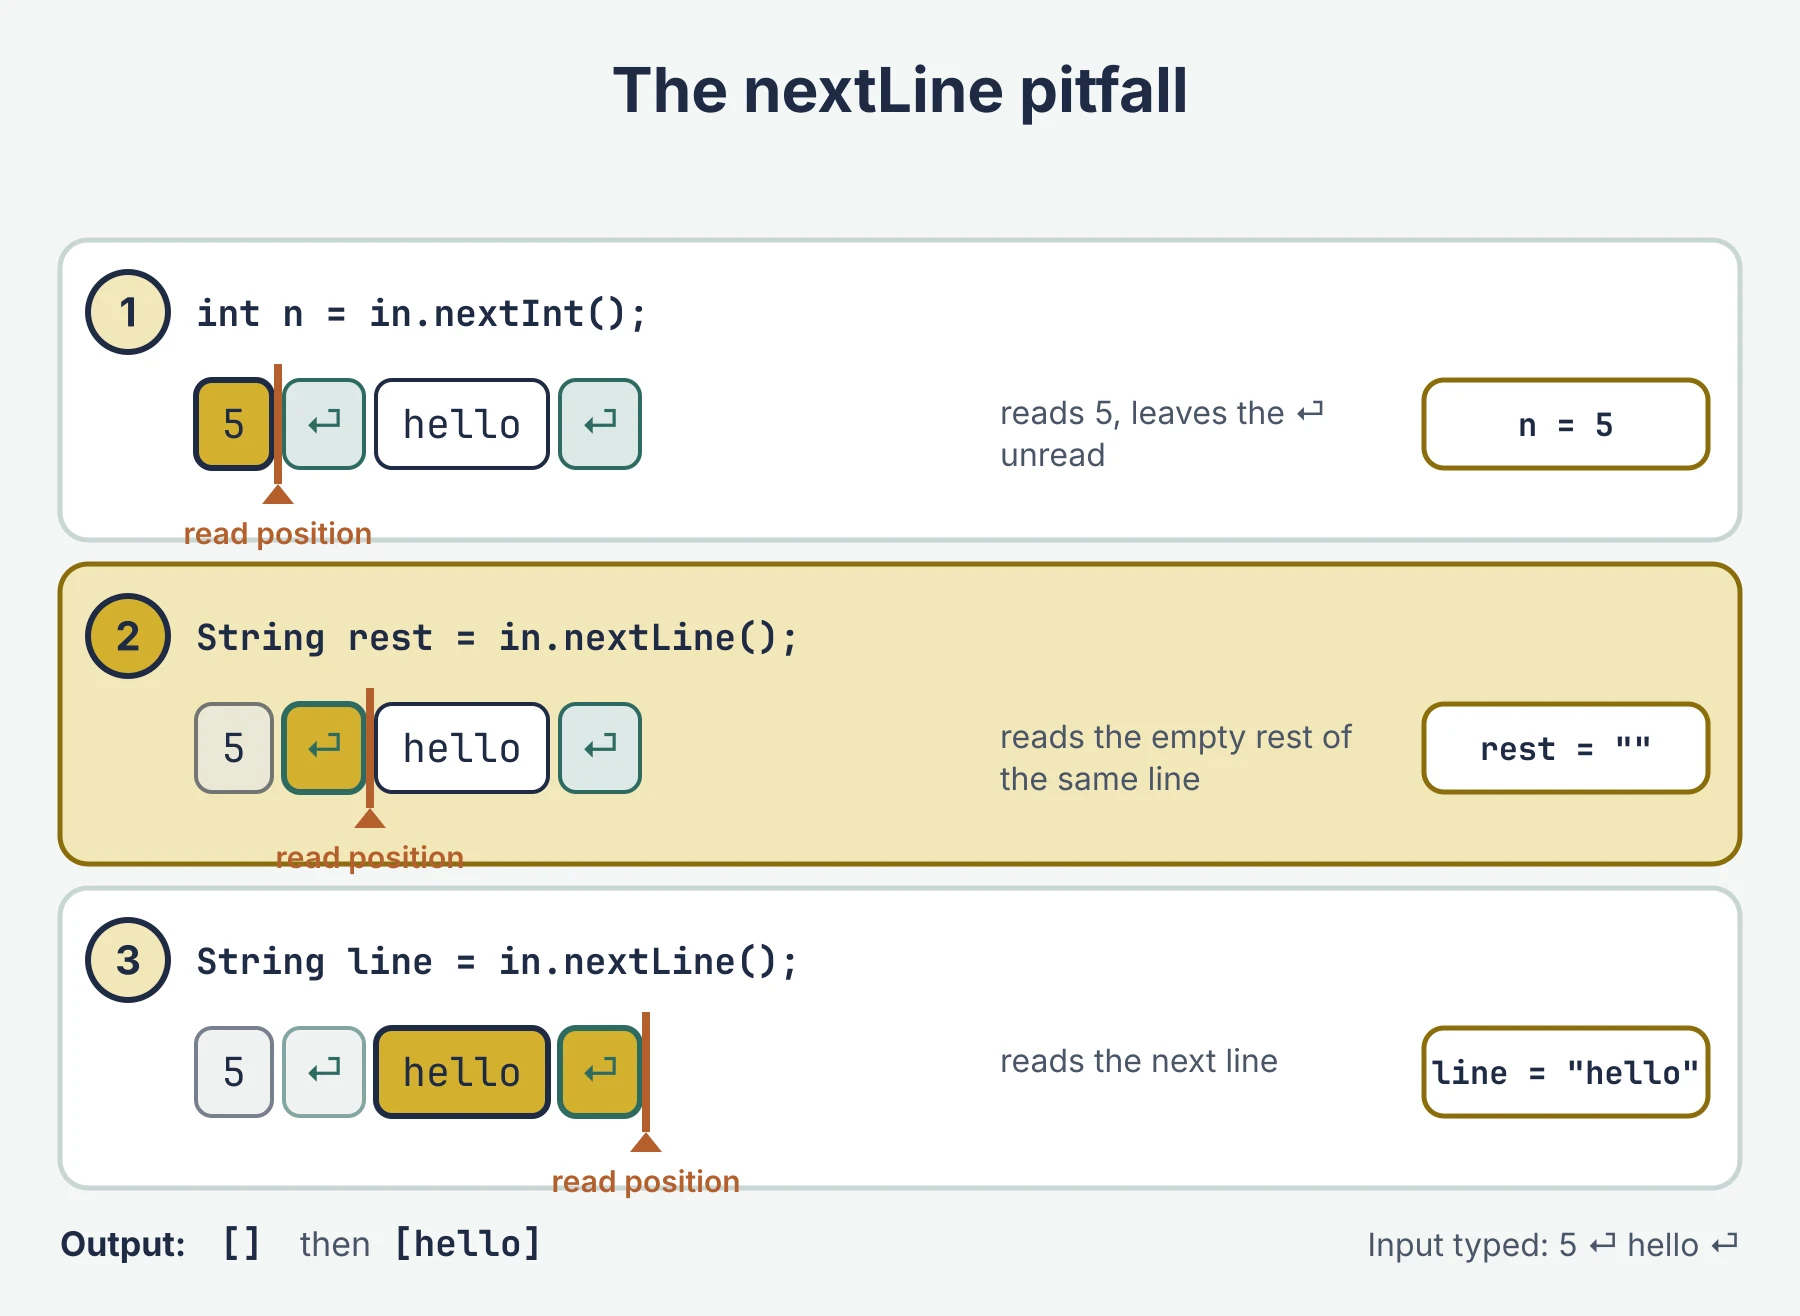 The nextLine pitfall
1 int n = in.nextInt();
5 ↵ hello ↵
reads 5, leaves the ↵
unread
n = 5
read position
2 String rest = in.nextLine();
5 ↵ hello ↵
reads the empty rest of
the same line
rest = ""
read position
3 String line = in.nextLine();
5 ↵ hello ↵
reads the next line
line = "hello"
read position
Output: [] then [hello]
Input typed: 5 ↵ hello ↵